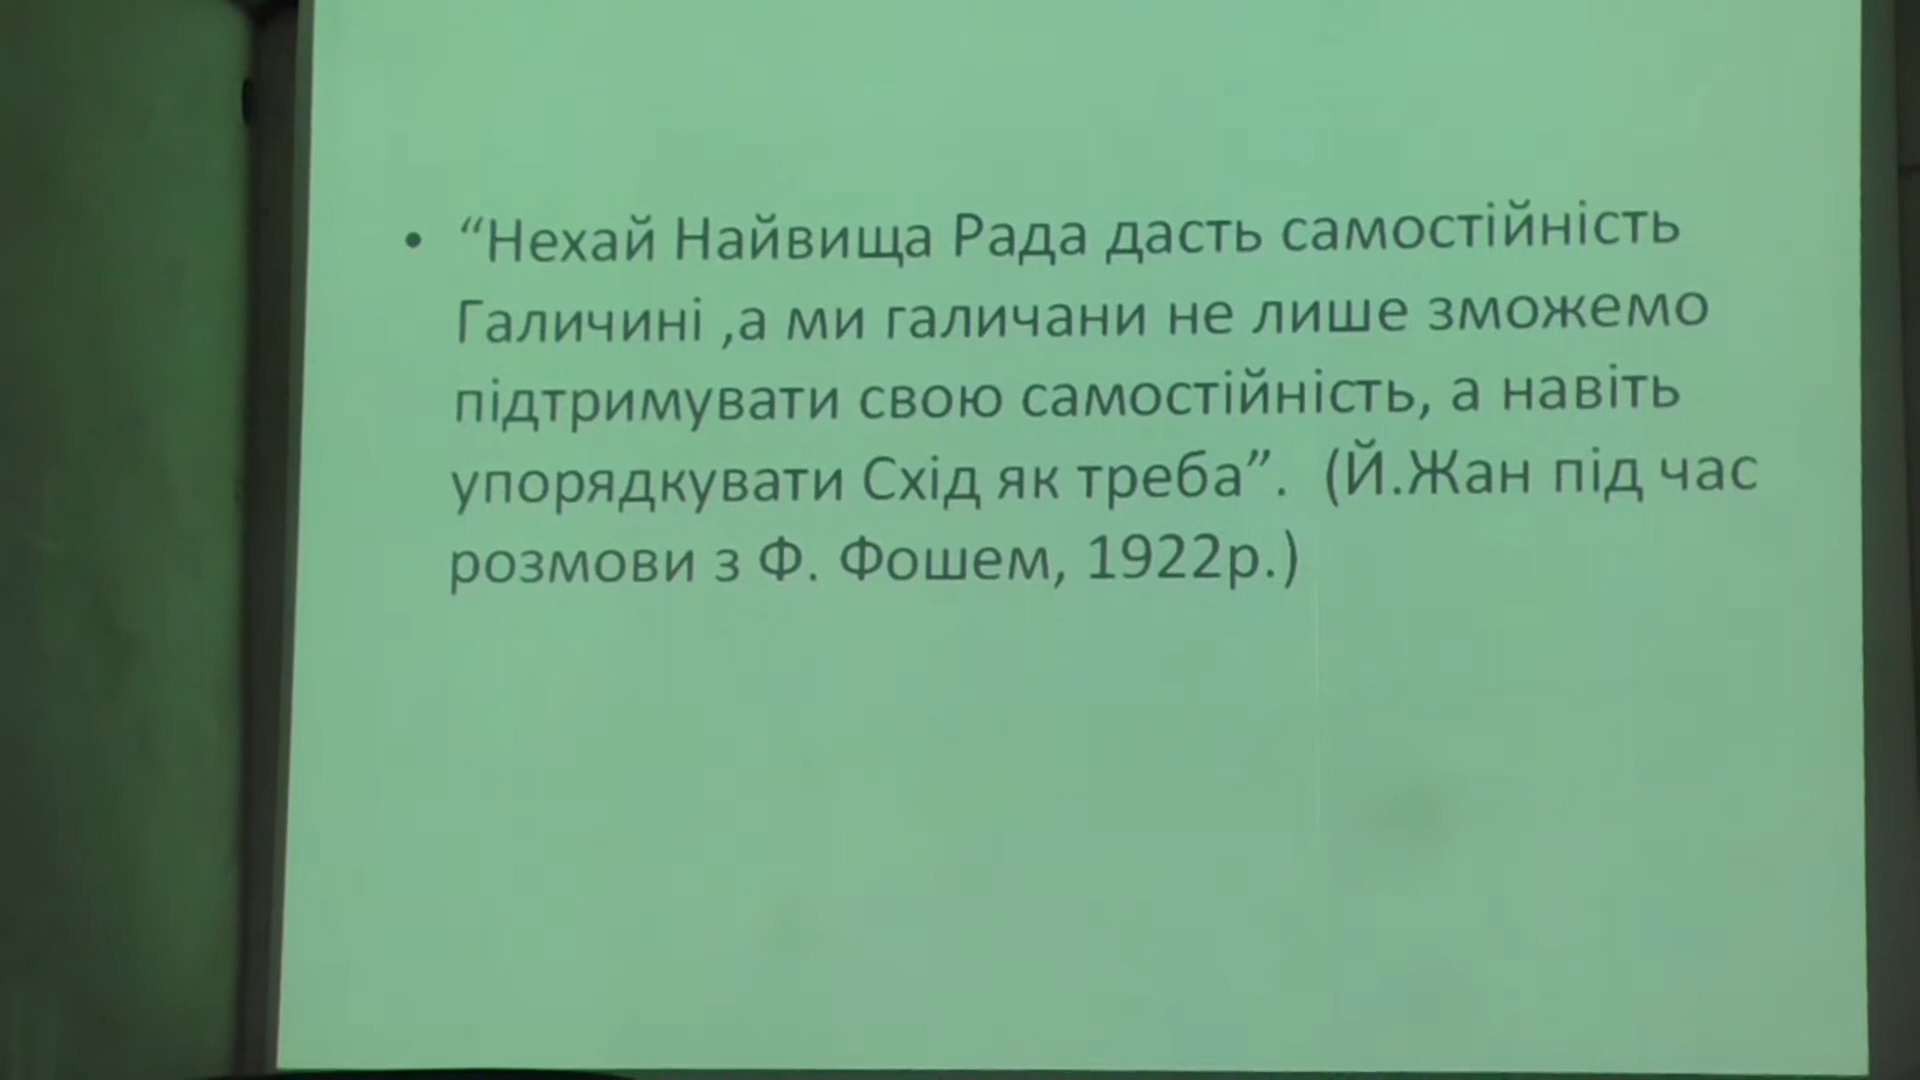 • “Нехай Найвища Рада дасть самостійність
Галичині ,а ми галичани не лише зможемо
підтримувати свою самостійність, а навіть
упорядкувати Схід як треба”. (Й.Жан під час
розмови з Ф. Фошем, 1922р.)